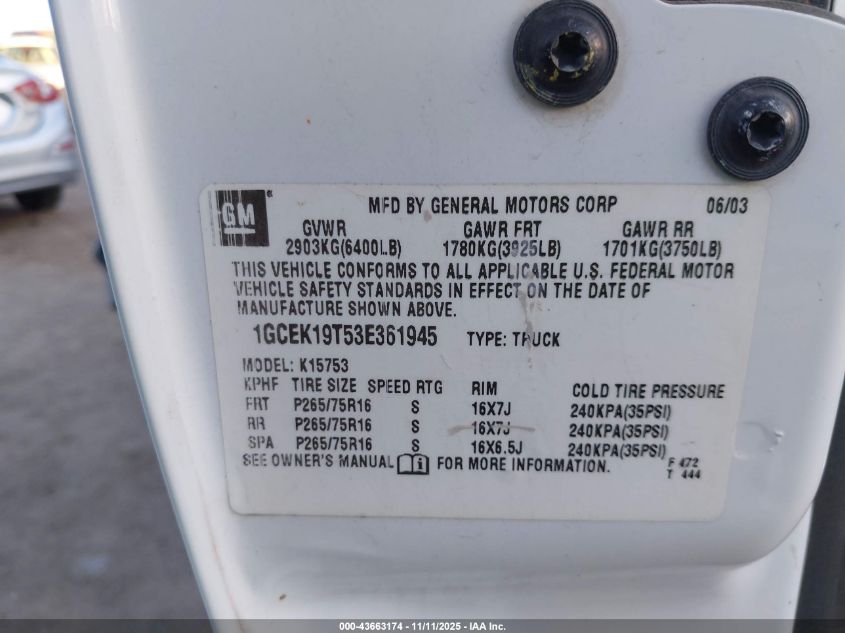 GM
MFD BY GENERAL MOTORS CORP 06/03
GVWR GAWR FRT GAWR RR
2903KG(6400LB) 1780KG(3925LB) 1701KG(3750LB)
THIS VEHICLE CONFORMS TO ALL APPLICABLE U.S. FEDERAL MOTOR
VEHICLE SAFETY STANDARDS IN EFFECT ON THE DATE OF
MANUFACTURE SHOWN ABOVE.
1GCEK19T53E361945 TYPE: TRUCK
MODEL: K15753
KPHF TIRE SIZE SPEED RTG RIM COLD TIRE PRESSURE
FRT P265/75R16 S 16X7J 240KPA(35PSI)
RR P265/75R16 S 16X7J 240KPA(35PSI)
SPA P265/75R16 S 16X6.5J 240KPA(35PSI)
SEE OWNER'S MANUAL i FOR MORE INFORMATION. F 472
T 444
000-43663174 - 11/11/2025 - IAA Inc.